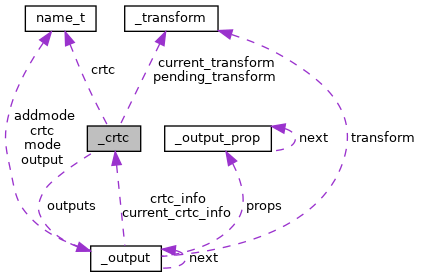 name_t
_transform
crtc
current_transform
pending_transform
addmode
crtc
mode
output
_crtc
_output_prop
next
transform
outputs
crtc_info
current_crtc_info
props
_output
next